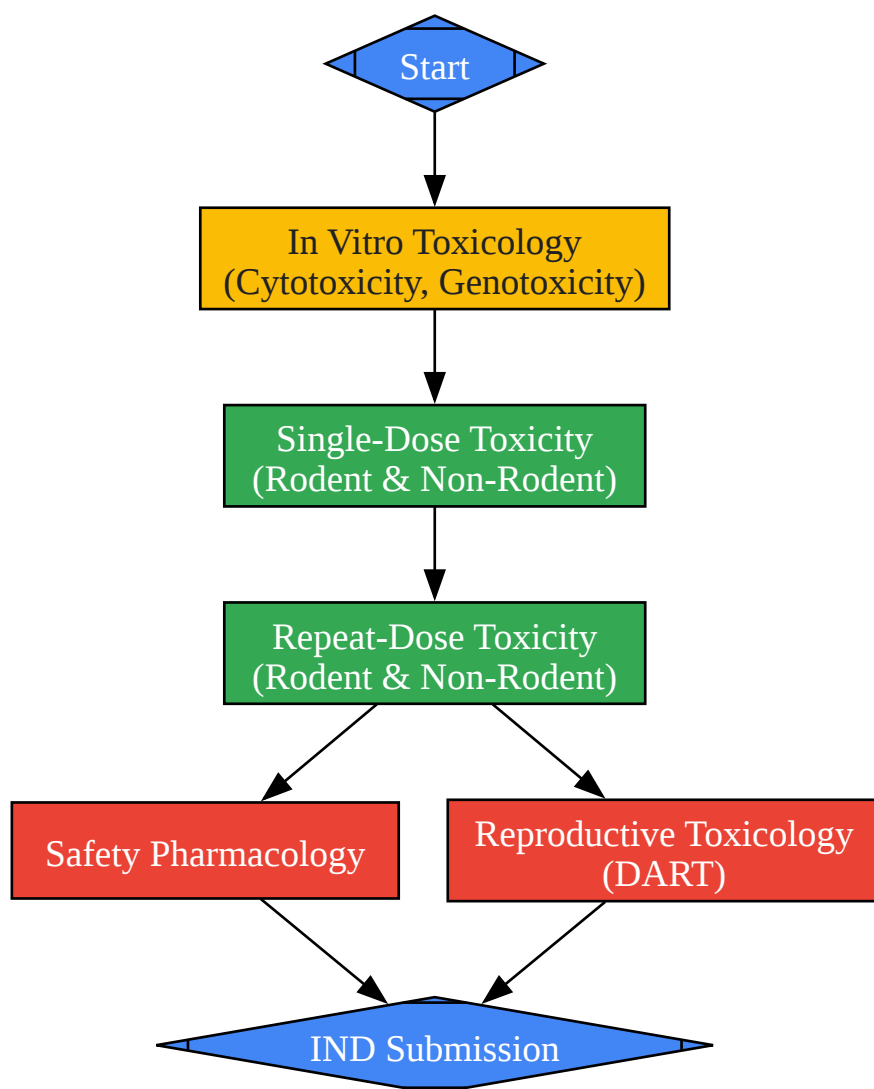 Start
In Vitro Toxicology
(Cytotoxicity, Genotoxicity)
Single-Dose Toxicity
(Rodent & Non-Rodent)
Repeat-Dose Toxicity
(Rodent & Non-Rodent)
Safety Pharmacology
Reproductive Toxicology
(DART)
IND Submission